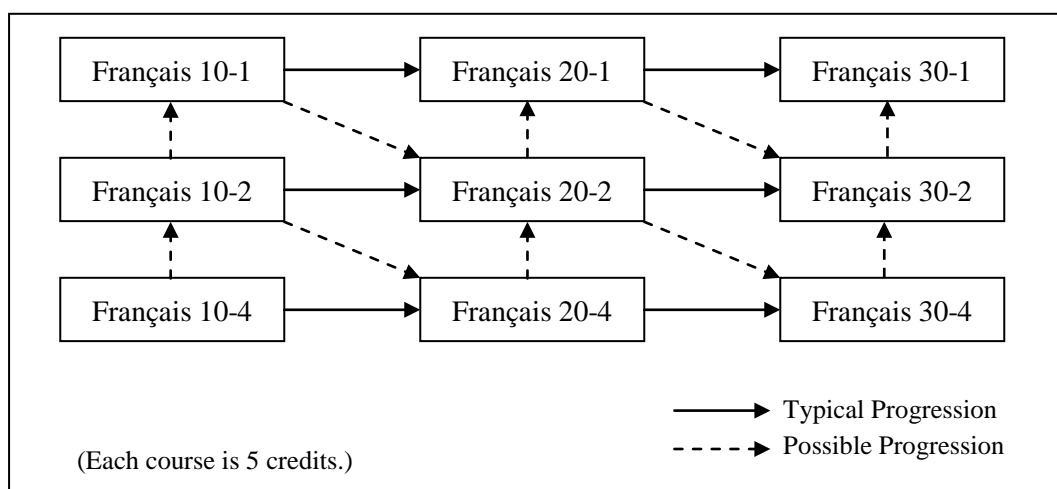 Français 10-1
Français 20-1
Français 30-1
Français 10-2
Français 20-2
Français 30-2
Français 10-4
Français 20-4
Français 30-4
Typical Progression
Possible Progression
(Each course is 5 credits.)